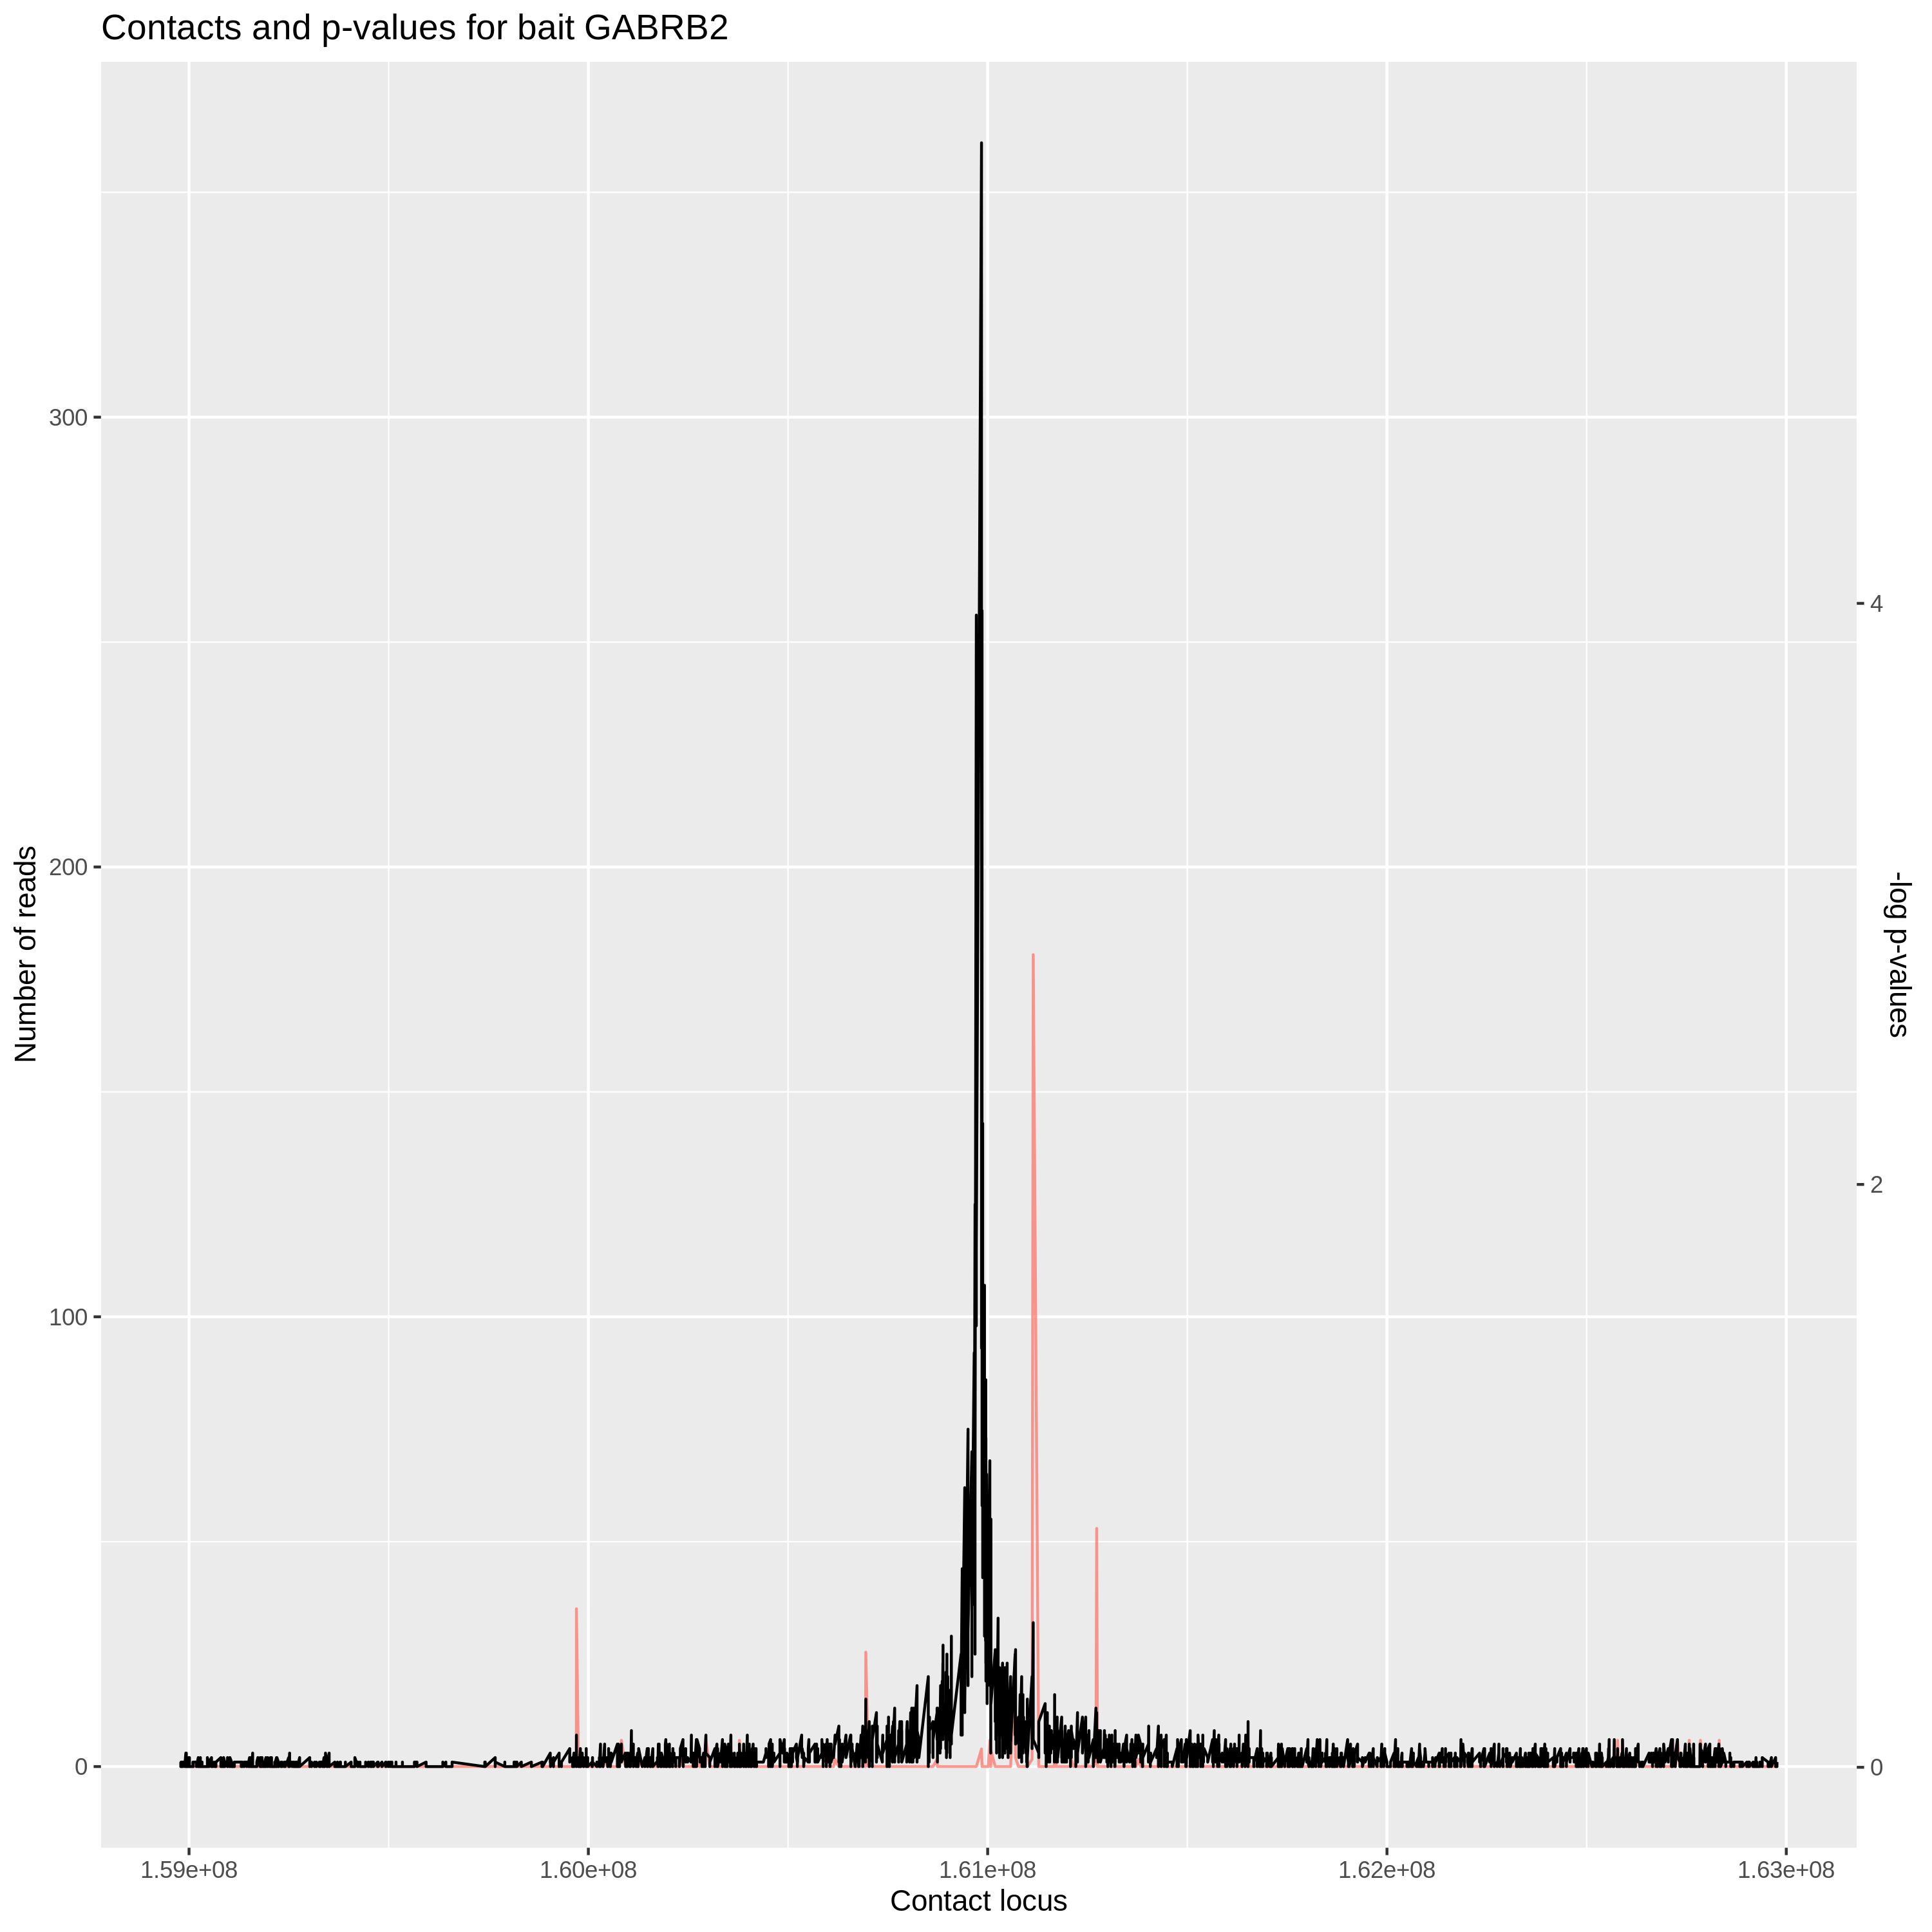 Contacts and p-values for bait GABRB2
Number of reads
300
200
100
0
4
2
0
-log p-values
1.59e+08
1.60e+08
1.61e+08
1.62e+08
1.63e+08
Contact locus